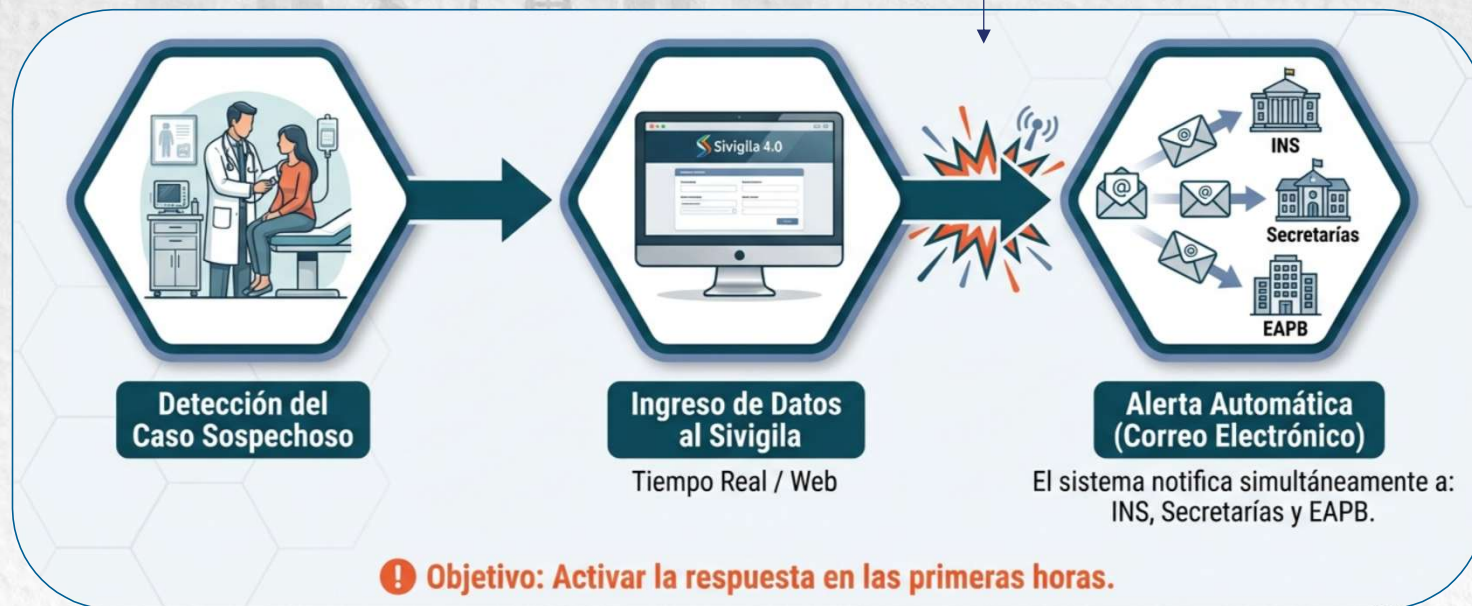 Siviglla 4.0
@
@
@
@
INS
Secretarías
EAPB
Detección del
Caso Sospechoso
Ingreso de Datos
al Sivigila
Tiempo Real / Web
Alerta Automática
(Correo Electrónico)
El sistema notifica simultáneamente a:
INS, Secretarías y EAPB.
! Objetivo: Activar la respuesta en las primeras horas.